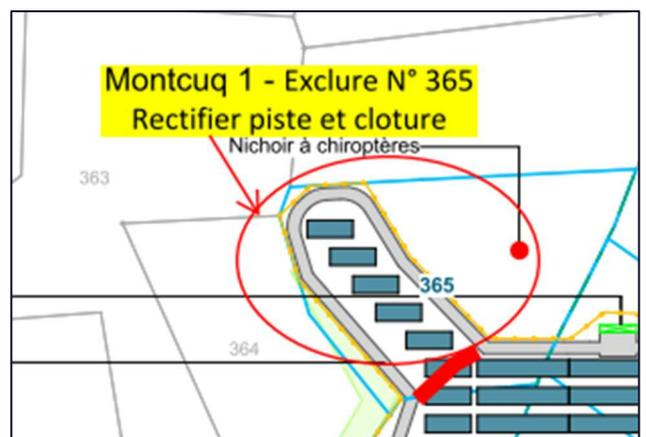 Montcuq 1 - Exclure N° 365
Rectifier piste et cloture
Nichoir à chiroptères
363
365
364